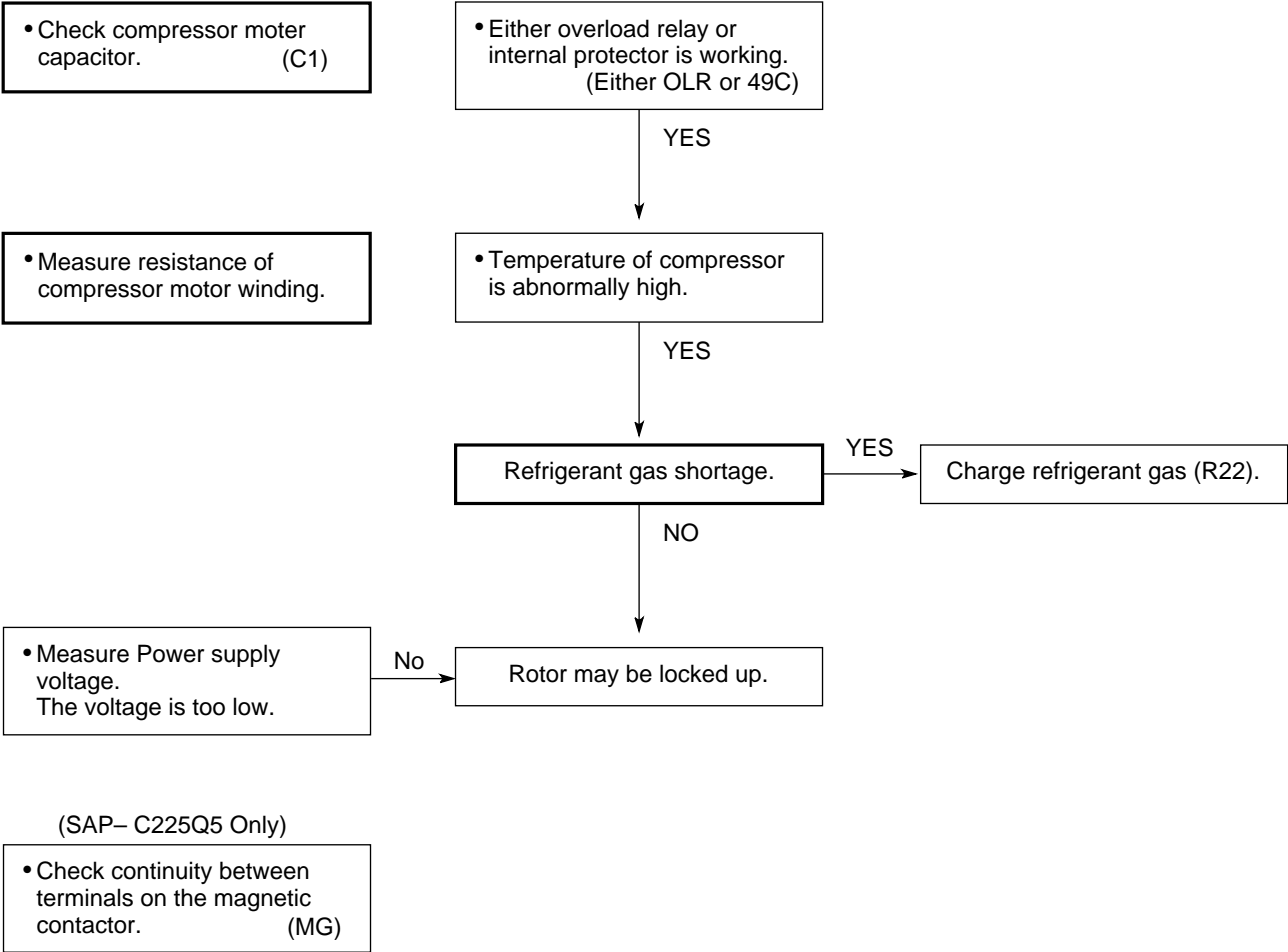 • Check compressor moter
capacitor. (C1)
• Either overload relay or
internal protector is working.
(Either OLR or 49C)
YES
• Measure resistance of
compressor motor winding.
• Temperature of compressor
is abnormally high.
YES
Refrigerant gas shortage.
YES
Charge refrigerant gas (R22).
NO
• Measure Power supply
voltage.
The voltage is too low.
No
Rotor may be locked up.
(SAP– C225Q5 Only)
• Check continuity between
terminals on the magnetic
contactor. (MG)